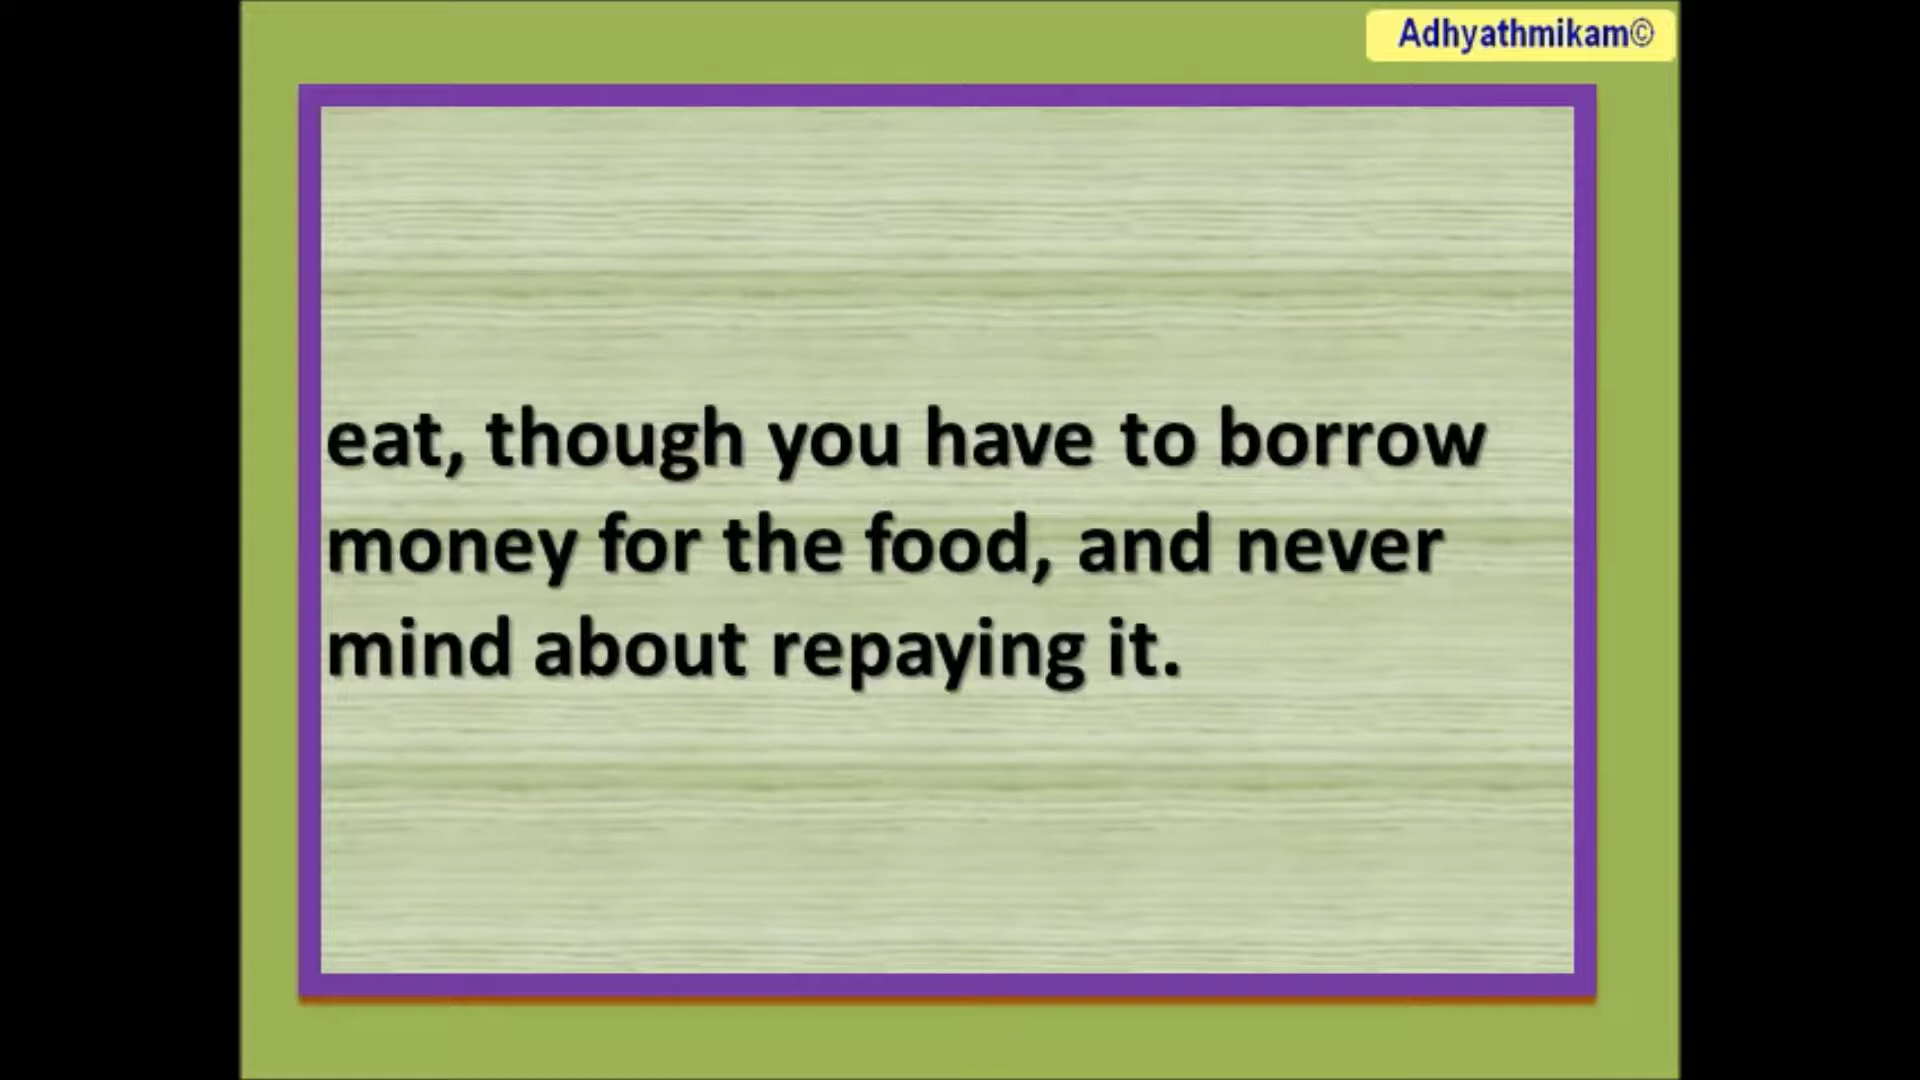 Adhyathmikam©
eat, though you have to borrow
money for the food, and never
mind about repaying it.